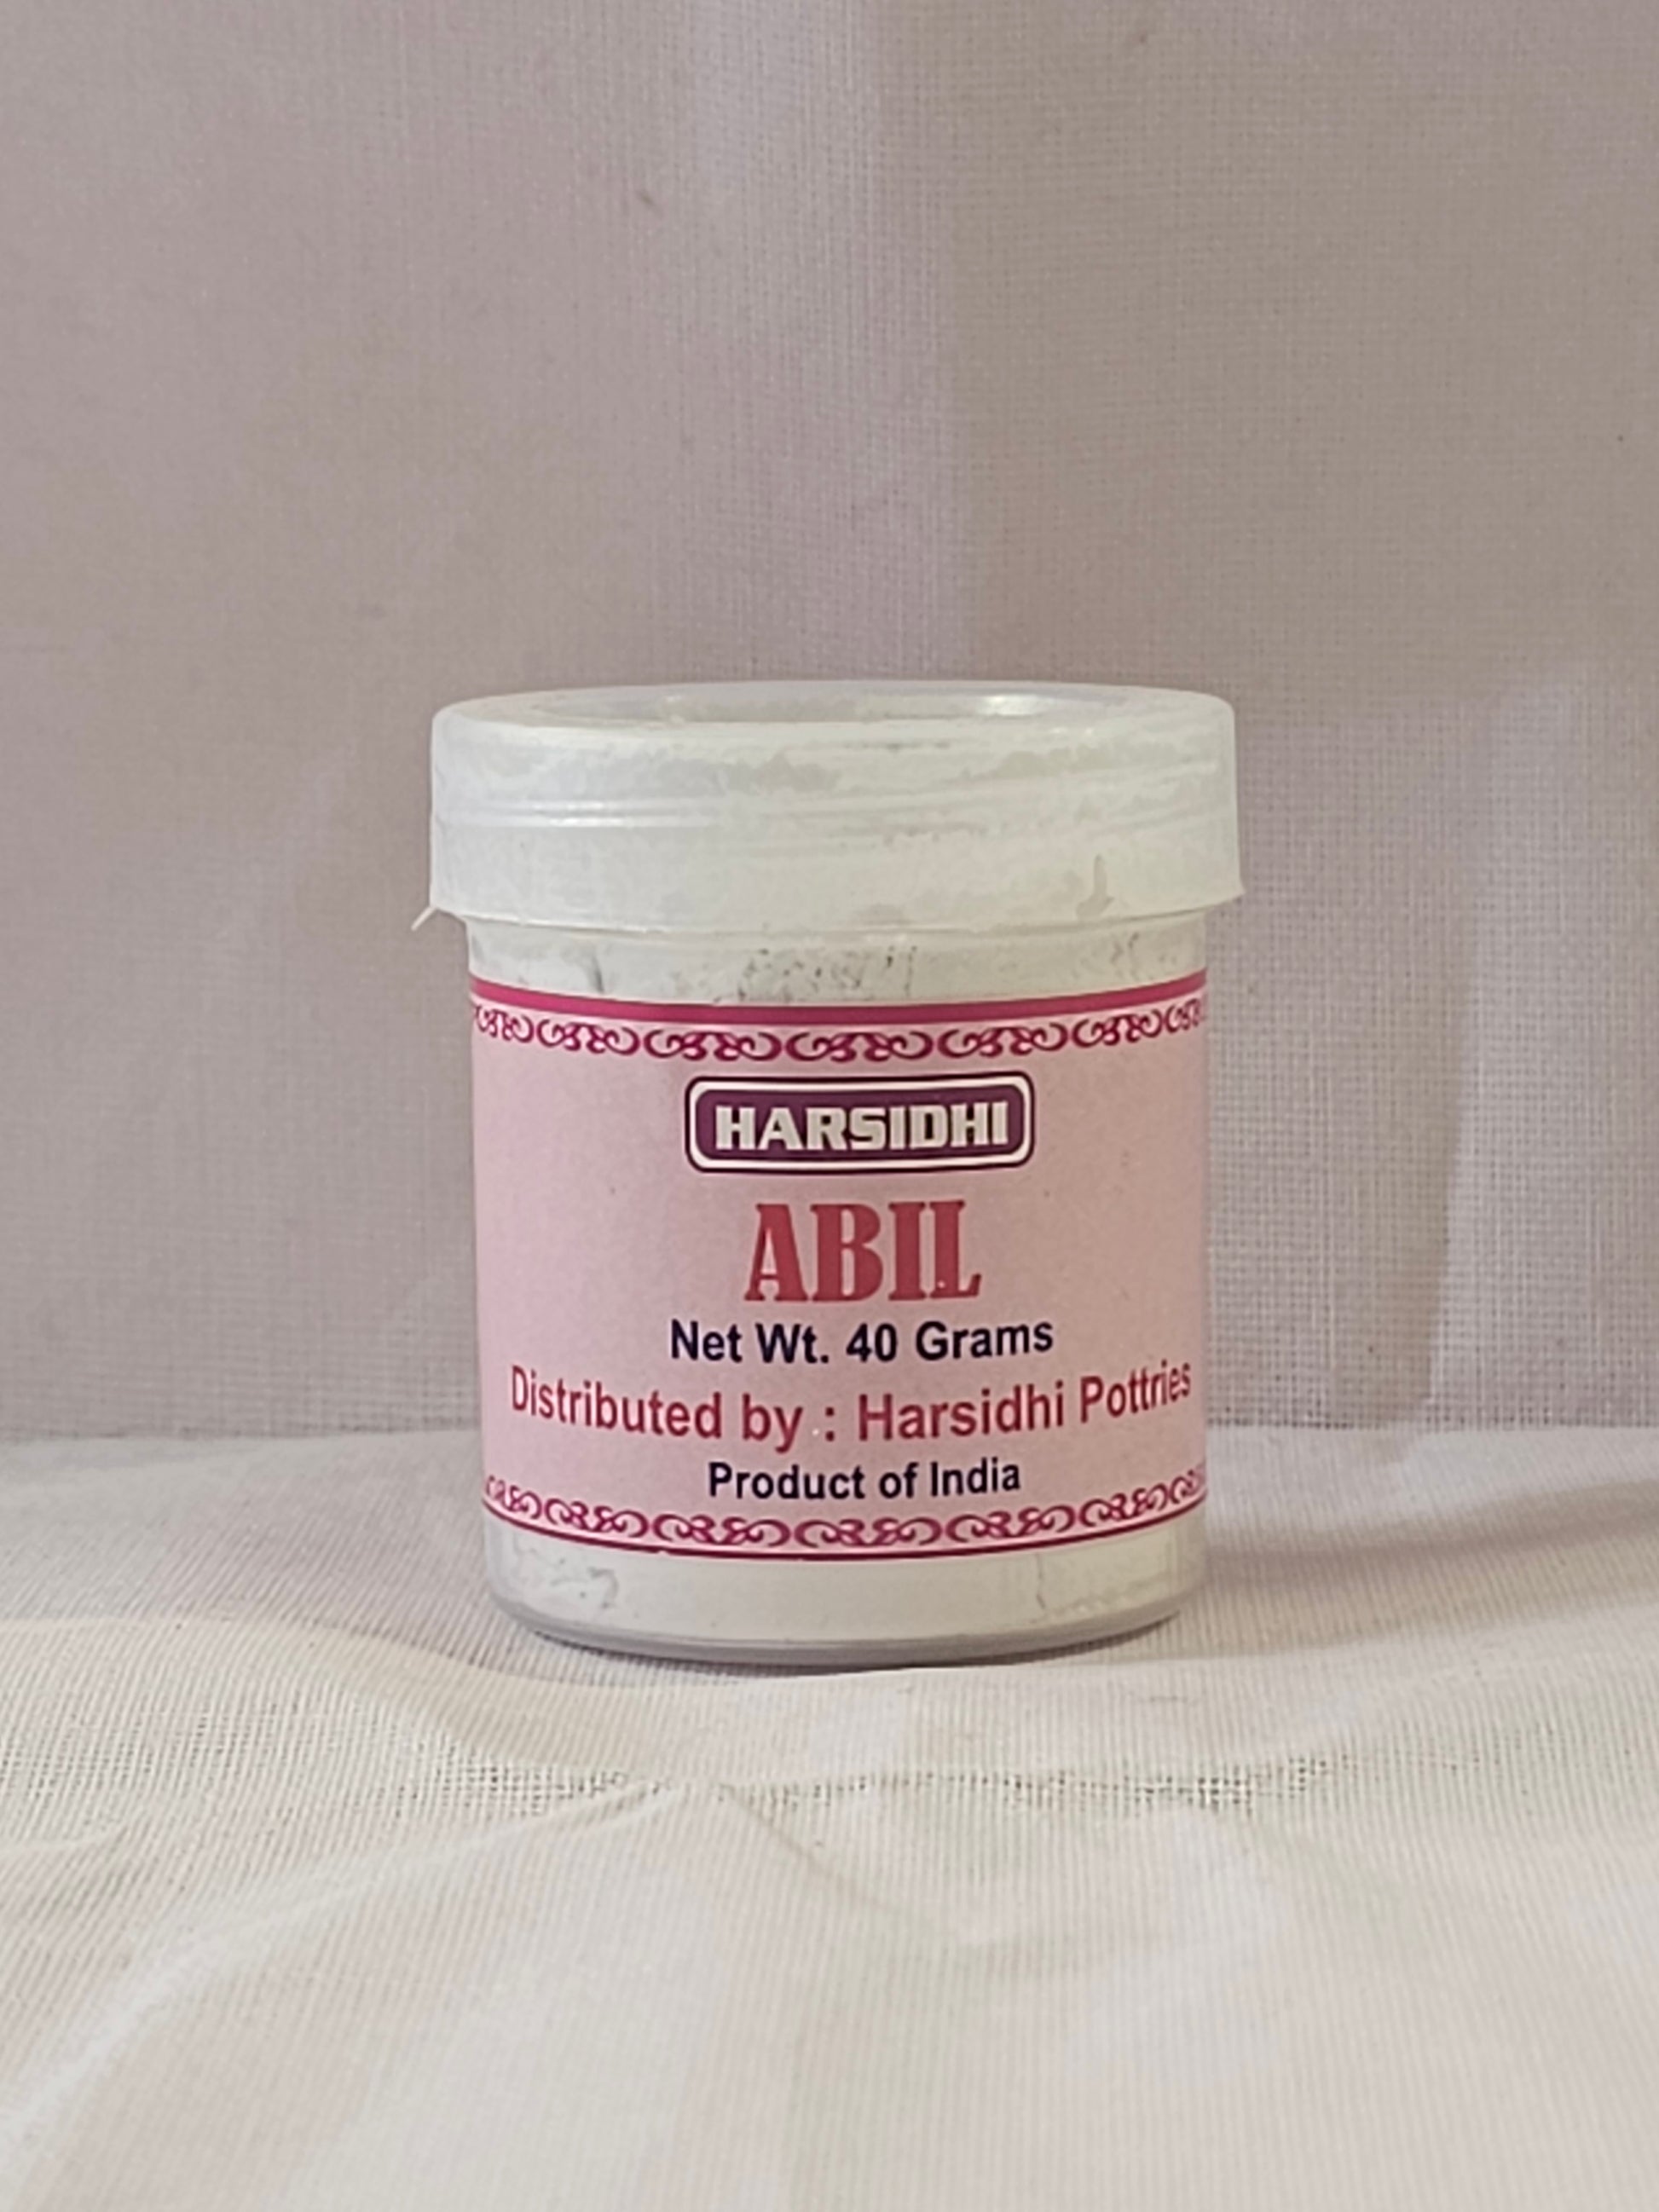 HARSIDHI
ABIL
Net Wt. 40 Grams
Distributed by : Harsidhi Pottries
Product of India